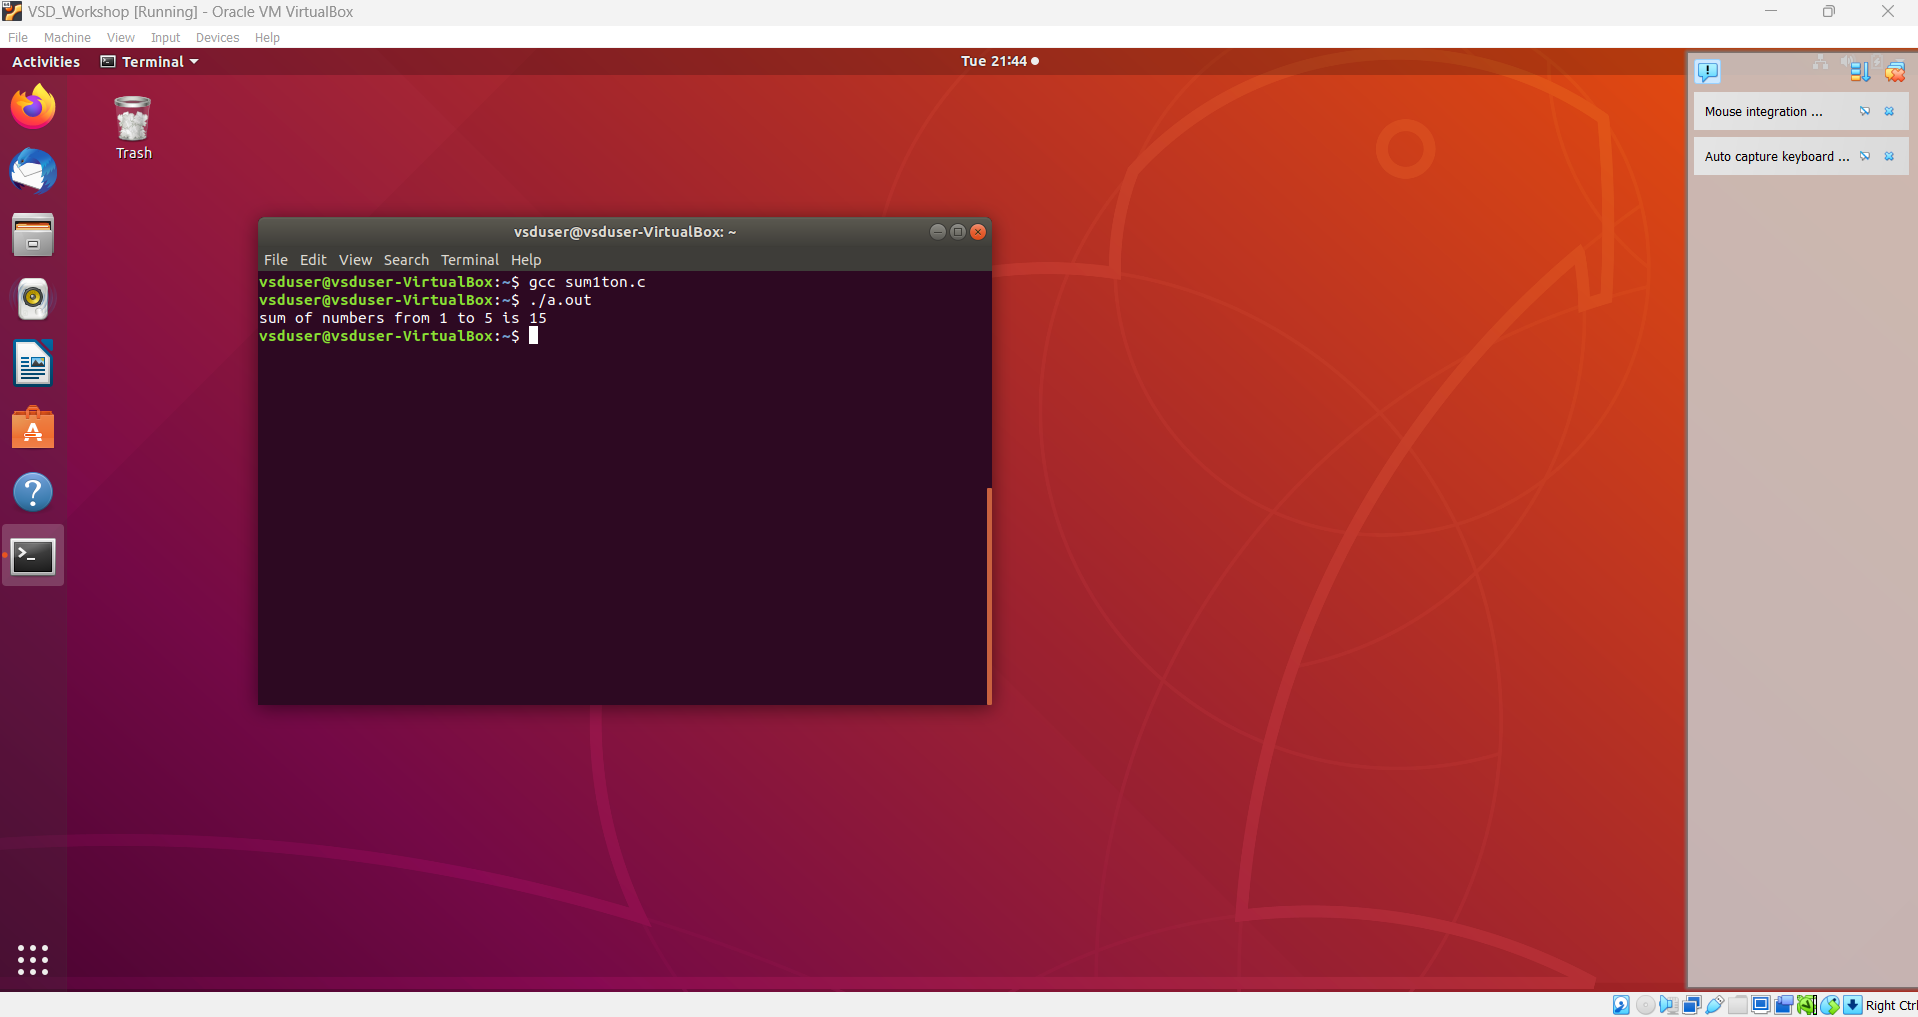 VSD_Workshop [Running] - Oracle VM VirtualBox
File Machine View Input Devices Help
Activities Terminal Tue 21:44
Mouse integration ...
Auto capture keyboard ...
Trash
vsduser@vsduser-VirtualBox: ~
File Edit View Search Terminal Help
vsduser@vsduser-VirtualBox:~$ gcc sum1ton.c
vsduser@vsduser-VirtualBox:~$ ./a.out
sum of numbers from 1 to 5 is 15
vsduser@vsduser-VirtualBox:~$
Right Ctrl